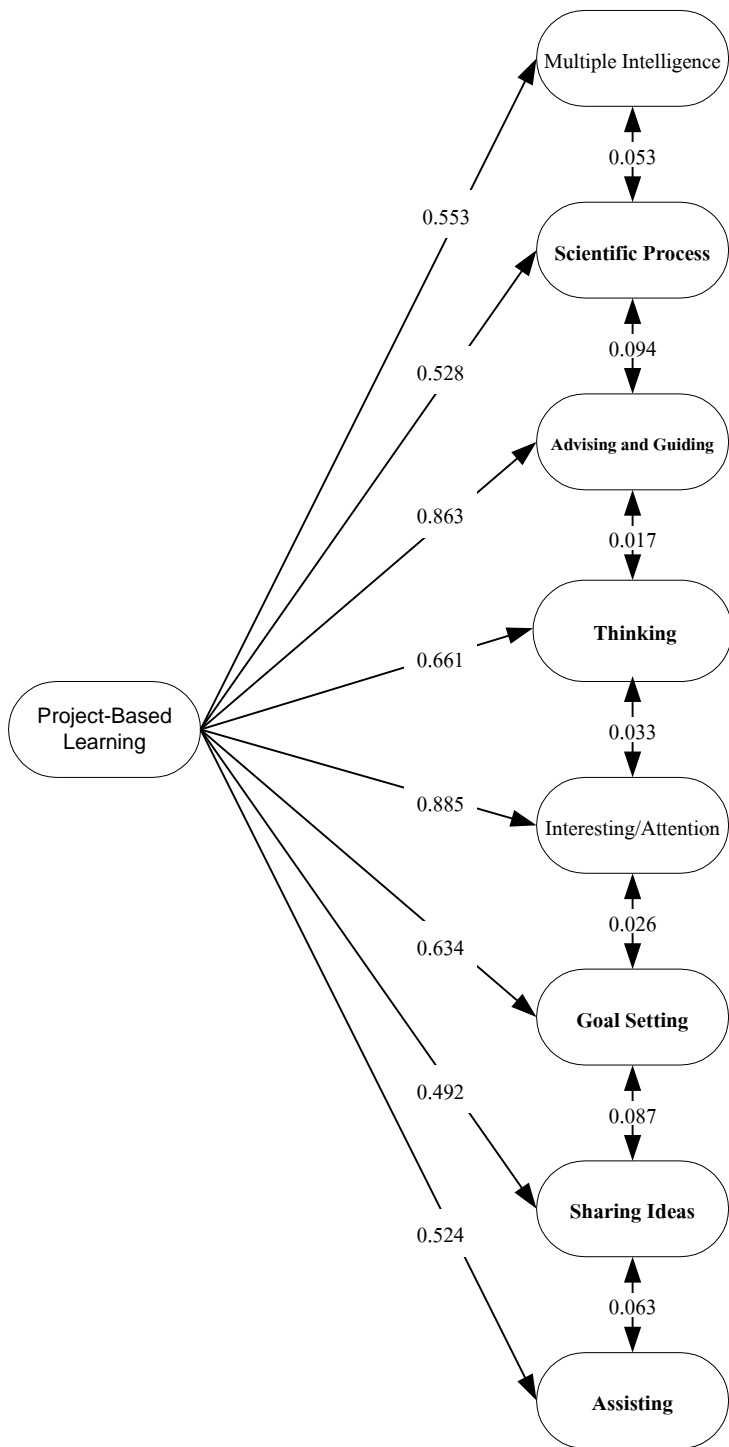 Multiple Intelligence
0.053
0.553
Scientific Process
0.094
0.528
Advising and Guiding
0.863
0.017
Thinking
0.661
Project-Based
Learning
0.033
0.885
Interesting/Attention
0.026
0.634
Goal Setting
0.492
0.087
Sharing Ideas
0.524
0.063
Assisting